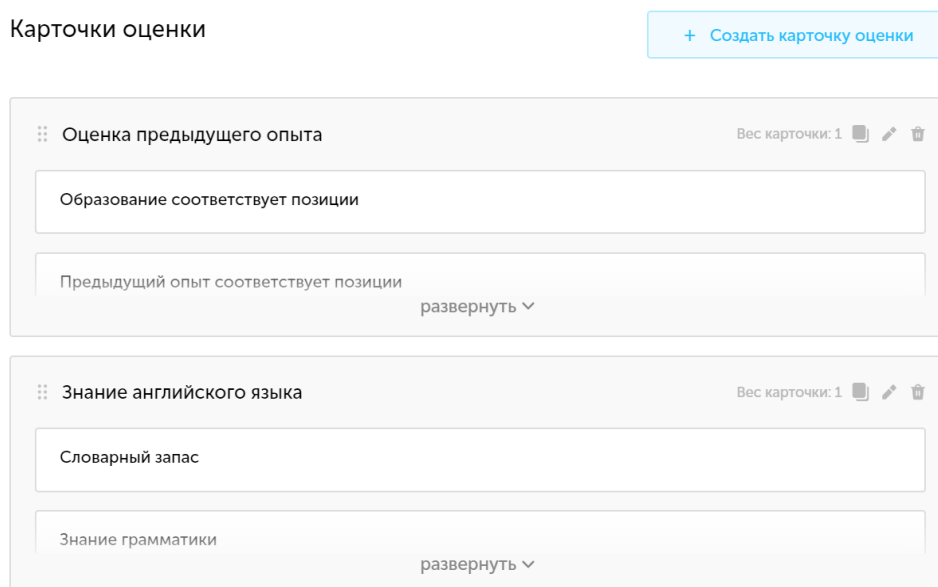 Карточки оценки
+ Создать карточку оценки
Оценка предыдущего опыта
Вес карточки: 1
Образование соответствует позиции
Предыдущий опыт соответствует позиции
развернуть
Знание английского языка
Вес карточки: 1
Словарный запас
Знание грамматики
развернуть